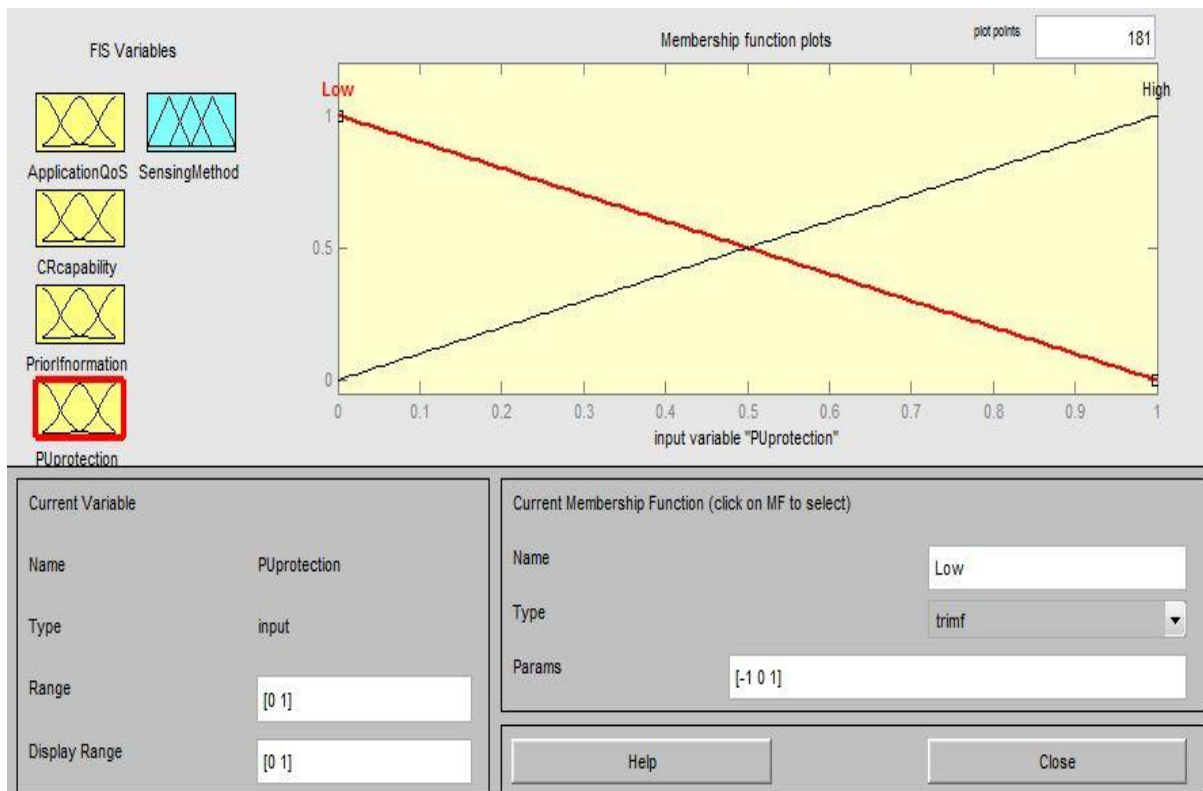 FIS Variables
Membership function plots
plot points
181
ApplicationQoS
SensingMethod
CRcapability
PriorIfnormation
PUprotection
Low
High
1
0.5
0
0 0.1 0.2 0.3 0.4 0.5 0.6 0.7 0.8 0.9 1
input variable "PUprotection"
Current Variable
Name PUprotection
Type input
Range [0 1]
Display Range [0 1]
Current Membership Function (click on MF to select)
Name Low
Type trimf
Params [-1 0 1]
Help
Close